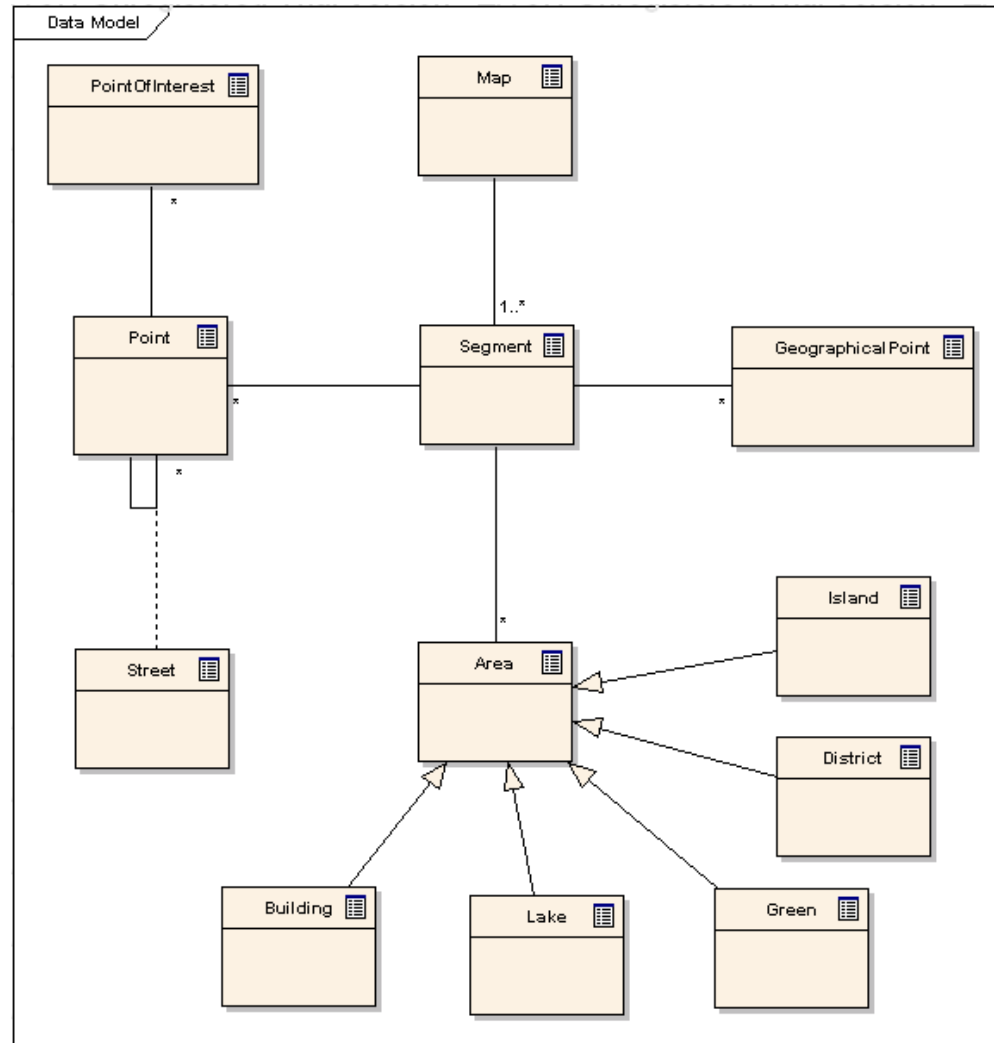 Data Model
PointOfInterest
Map
*
1..*
Point
Segment
GeographicalPoint
*
*
*
Island
*
Street
Area
District
Building
Lake
Green